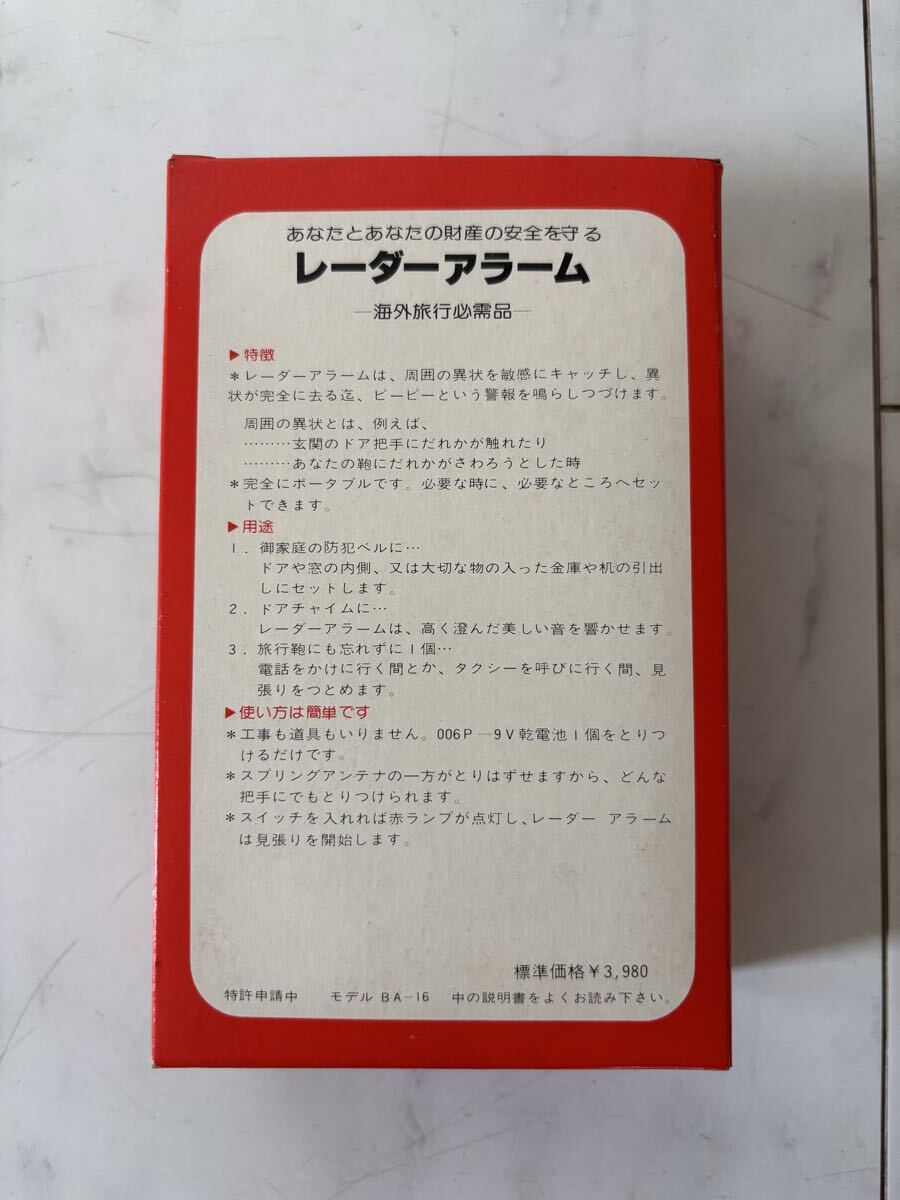 あなたとあなたの財産の安全を守る
レーダーアラーム
―海外旅行必需品―
▶特徴
＊レーダーアラームは、周囲の異状を敏感にキャッチし、異
状が完全に去る迄、ピーピーという警報を鳴らしつづけます。
周囲の異状とは、例えば、
………玄関のドア把手にだれかが触れたり
………あなたの鞄にだれかがさわろうとした時
＊完全にポータブルです。必要な時に、必要なところへセッ
トできます。
▶用途
1．御家庭の防犯ベルに…
ドアや窓の内側、又は大切な物の入った金庫や机の引出
しにセットします。
2．ドアチャイムに…
レーダーアラームは、高く澄んだ美しい音を響かせます。
3．旅行鞄にも忘れずに1個…
電話をかけに行く間とか、タクシーを呼びに行く間、見
張りをつとめます。
▶使い方は簡単です
＊工事も道具もいりません。006P―9V乾電池1個をとりつ
けるだけです。
＊スプリングアンテナの一方がとりはずせますから、どんな
把手にでもとりつけられます。
＊スイッチを入れれば赤ランプが点灯し、レーダー アラーム
は見張りを開始します。
標準価格￥3,980
特許申請中 モデル BA-16 中の説明書をよくお読み下さい。